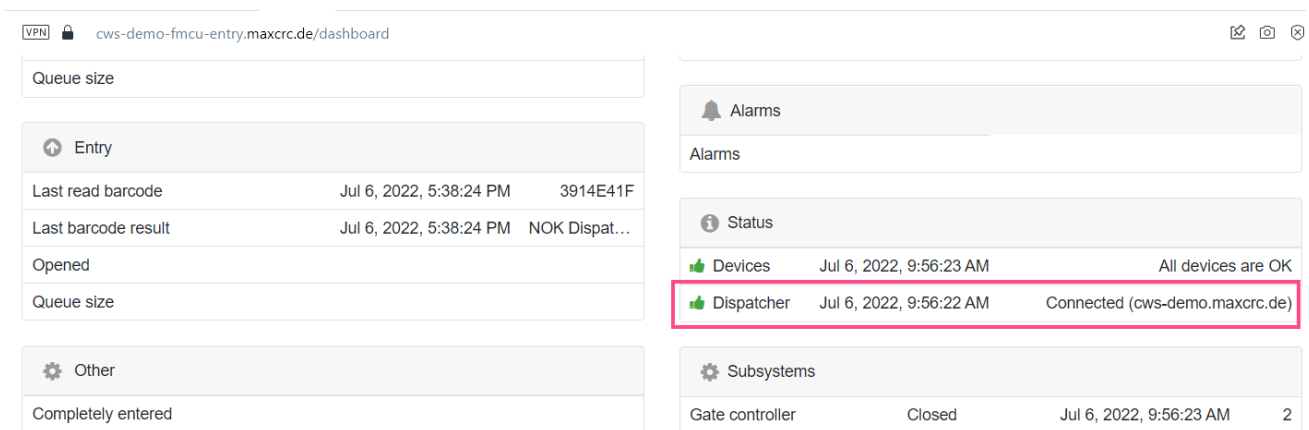 VPN cws-demo-fmcu-entry.maxcrc.de/dashboard
Queue size
Entry
Last read barcode Jul 6, 2022, 5:38:24 PM 3914E41F
Last barcode result Jul 6, 2022, 5:38:24 PM NOK Dispat...
Opened
Queue size
Other
Completely entered
Alarms
Alarms
Status
Devices Jul 6, 2022, 9:56:23 AM All devices are OK
Dispatcher Jul 6, 2022, 9:56:22 AM Connected (cws-demo.maxcrc.de)
Subsystems
Gate controller Closed Jul 6, 2022, 9:56:23 AM 2